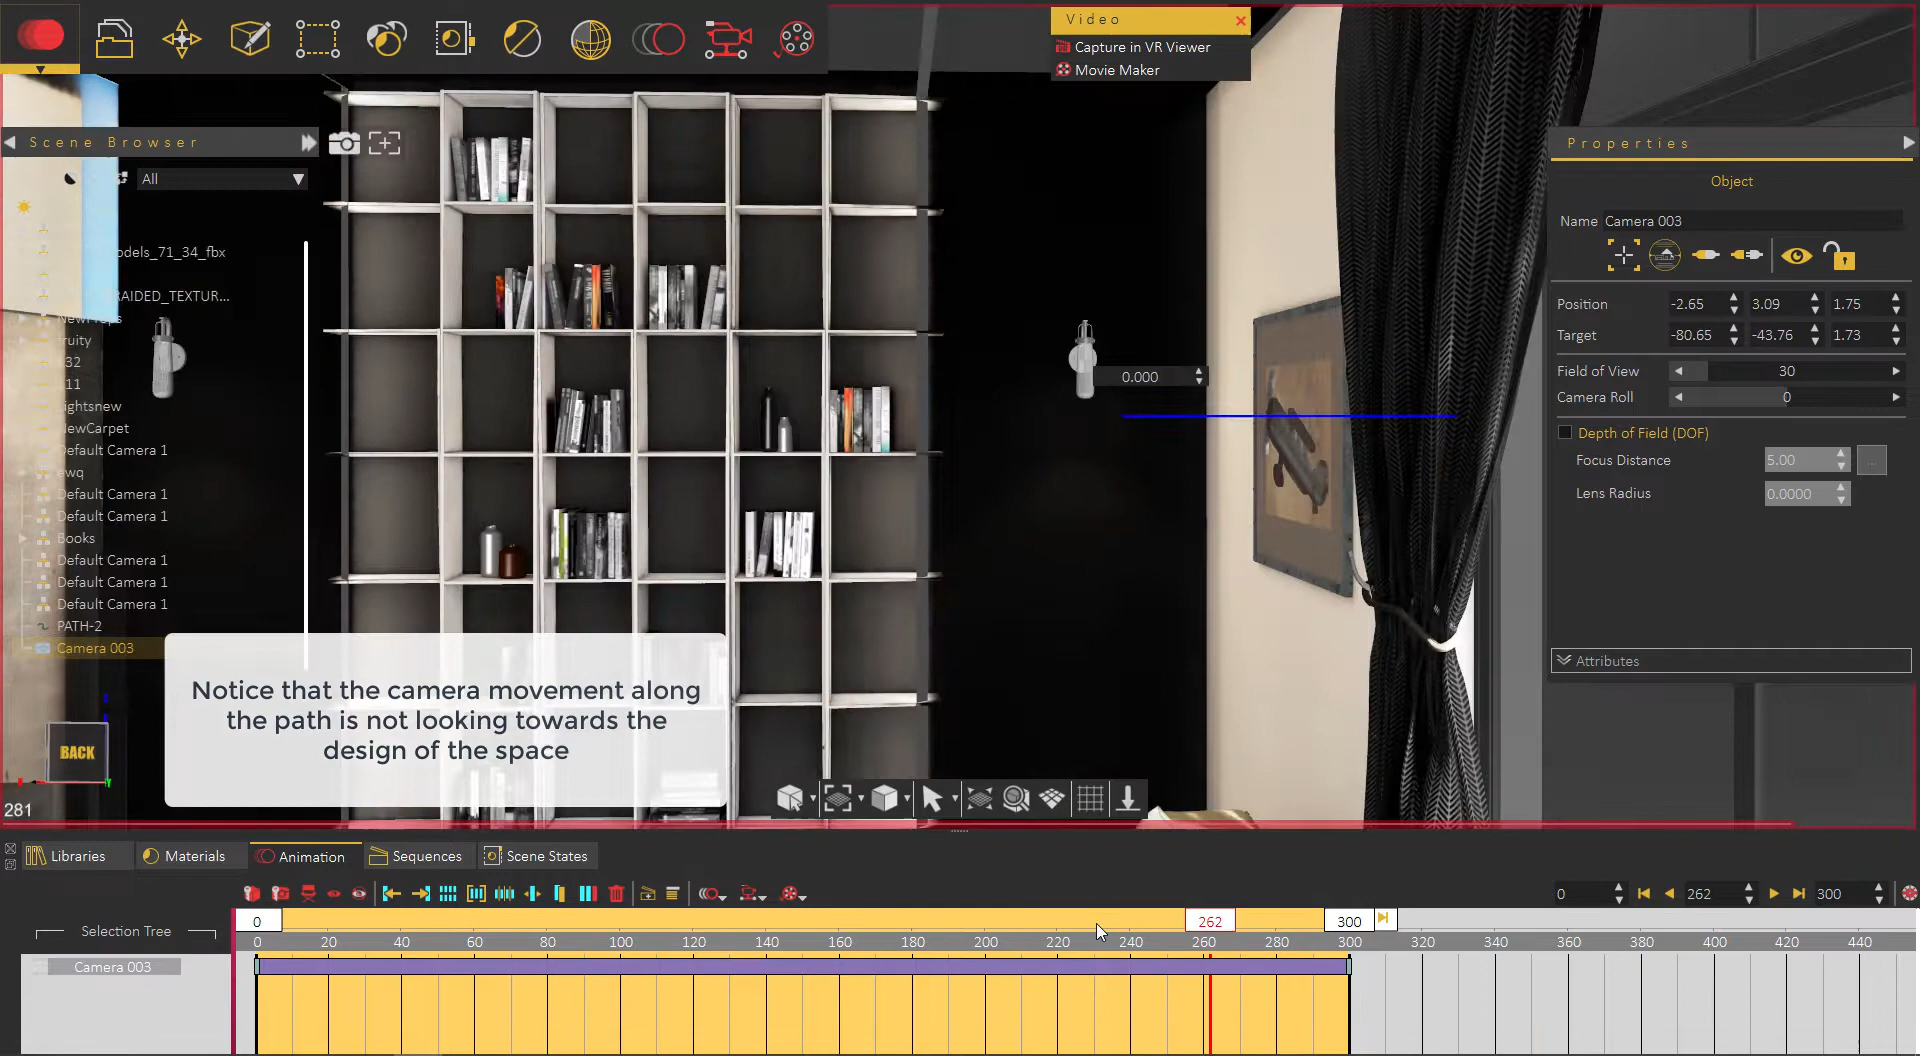 Video
Capture in VR Viewer
Movie Maker
Scene Browser
All
odels_71_34_fbx
RAIDED_TEXTUR...
ruity
32
11
ightsnew
NewCarpet
Default Camera 1
ewq
Default Camera 1
Default Camera 1
Books
Default Camera 1
Default Camera 1
Default Camera 1
PATH-2
Camera 003
BACK
281
0.000
Notice that the camera movement along
the path is not looking towards the
design of the space
Properties
Object
Name Camera 003
Position -2.65 3.09 1.75
Target -80.65 -43.76 1.73
Field of View 30
Camera Roll 0
Depth of Field (DOF)
Focus Distance 5.00 ...
Lens Radius 0.0000
Attributes
Libraries Materials Animation Sequences Scene States
0 262 300
Selection Tree
Camera 003
0 262 300
0 20 40 60 80 100 120 140 160 180 200 220 240 260 280 300 320 340 360 380 400 420 440